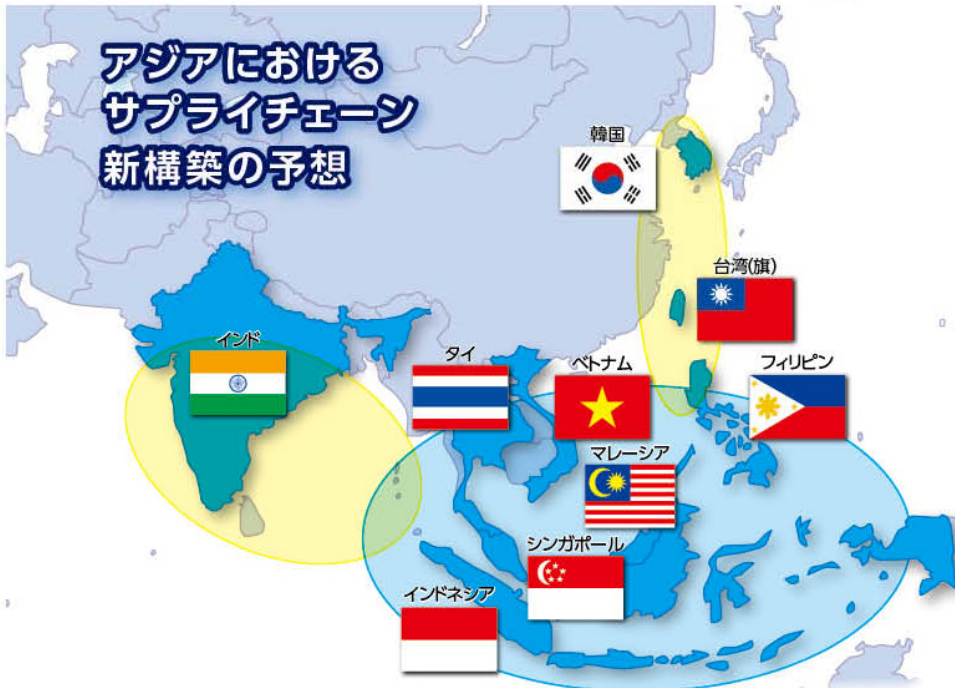 アジアにおける
サプライチェーン
新構築の予想
韓国
台湾(旗)
インド
タイ
ベトナム
フィリピン
マレーシア
シンガポール
インドネシア